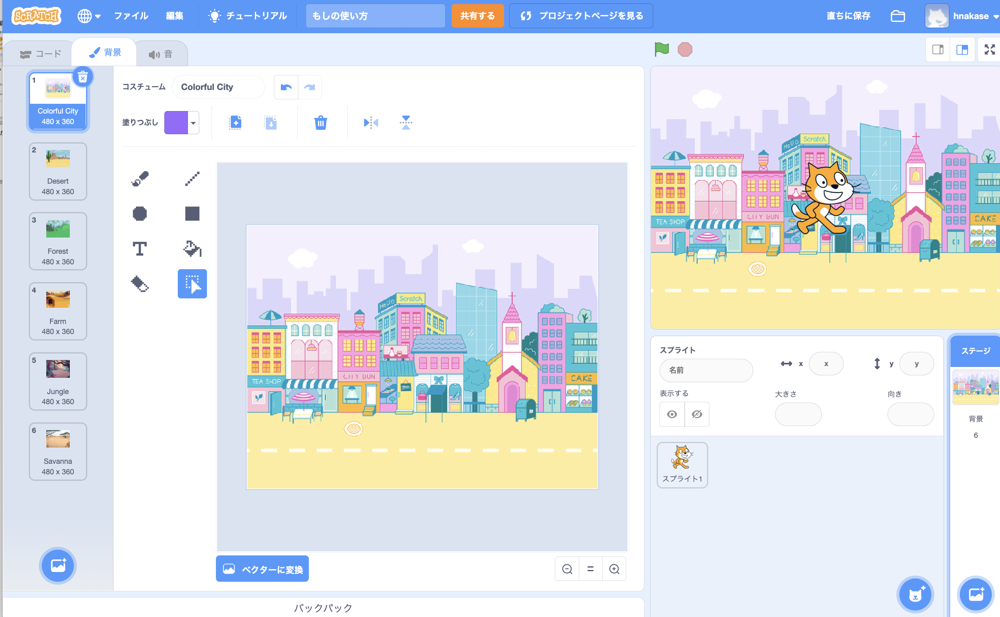 SCRATCH
ファイル
編集
チュートリアル
もしの使い方
共有する
プロジェクトページを見る
直ちに保存
hnakase
コード
背景
音
1
Colorful City
480 x 360
2
Desert
480 x 360
3
Forest
480 x 360
4
Farm
480 x 360
5
Jungle
480 x 360
6
Savanna
480 x 360
コスチューム
Colorful City
塗りつぶし
T
HeLLo
Scratch
TEA SHOP
CITY BUN
CAKE
ベクターに変換
=
バックパック
HeLLo
Scratch
TEA SHOP
CITY BUN
CAKE
スプライト
名前
x
x
y
y
表示する
大きさ
向き
スプライト1
ステージ
背景
6